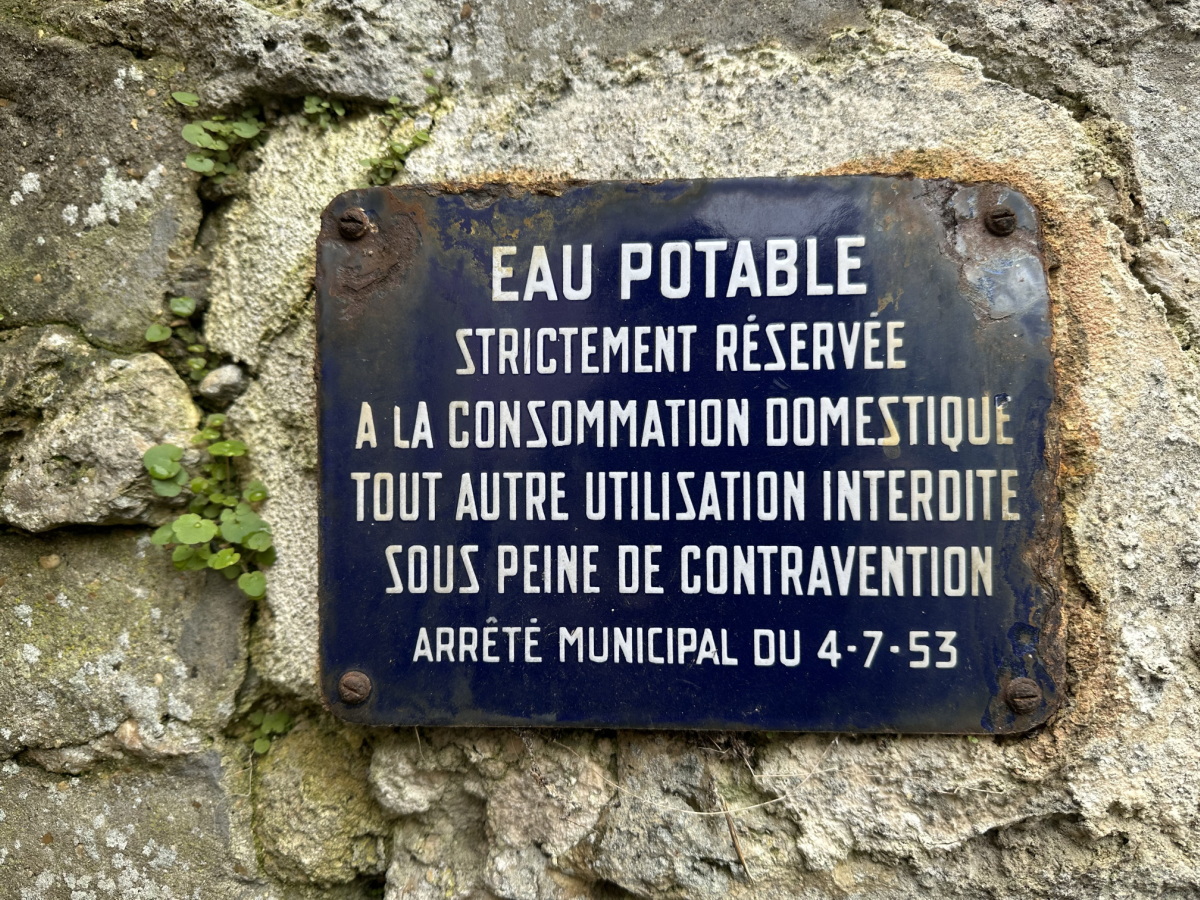 EAU POTABLE
STRICTEMENT RÉSERVÉE
A LA CONSOMMATION DOMESTIQUE
TOUT AUTRE UTILISATION INTERDITE
SOUS PEINE DE CONTRAVENTION
ARRÊTÉ MUNICIPAL DU 4-7-53